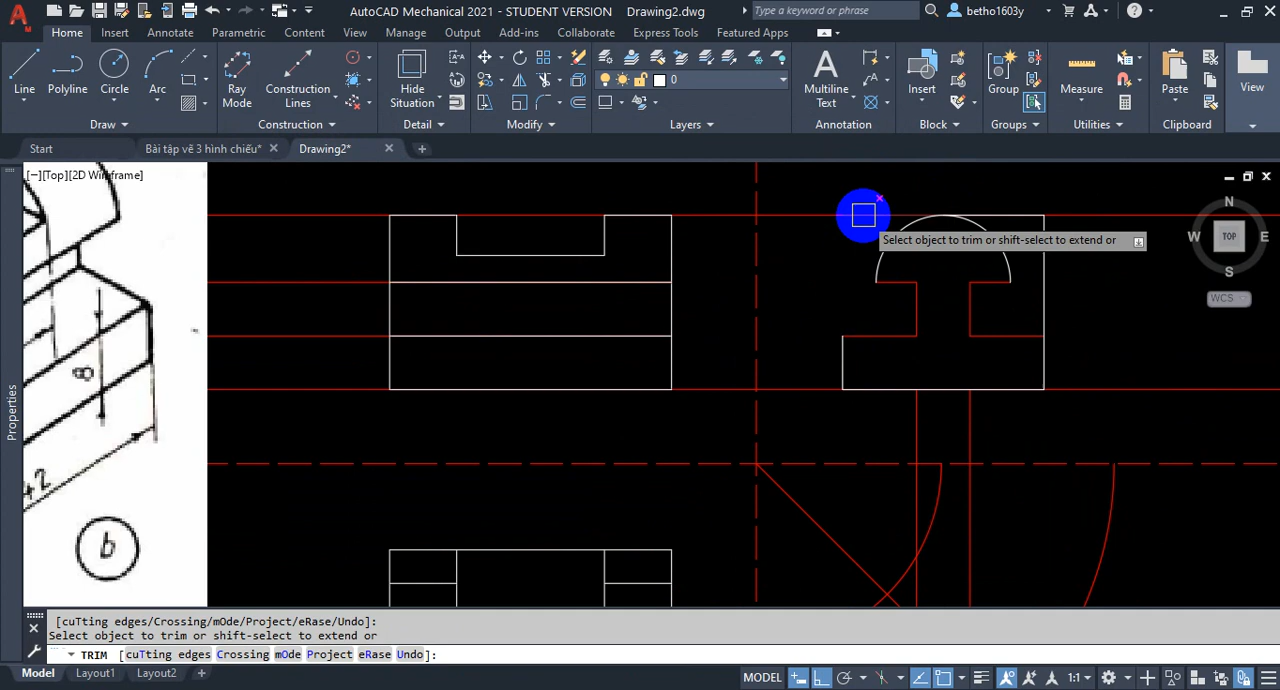 AutoCAD Mechanical 2021 - STUDENT VERSION Drawing2.dwg Type a keyword or phrase betho1603y
Home Insert Annotate Parametric Content View Manage Output Add-ins Collaborate Express Tools Featured Apps
Line Polyline Circle Arc Ray Mode Construction Lines Hide Situation 0 Multiline Text Insert Group Measure Paste View
Draw Construction Detail Modify Layers Annotation Block Groups Utilities Clipboard
Start Bài tập vẽ 3 hình chiếu* Drawing2*
[−][Top][2D Wireframe]
N
W TOP E
S
WCS
Select object to trim or shift-select to extend or
Properties
8
42
b
[cuTting edges/Crossing/mOde/Project/eRase/Undo]:
Select object to trim or shift-select to extend or
TRIM [cuTting edges Crossing mOde Project eRase Undo]:
Model Layout1 Layout2 MODEL 1:1